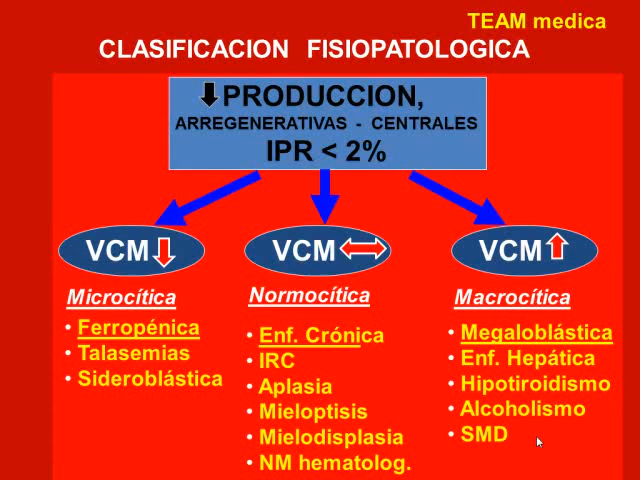 TEAM medica
CLASIFICACION FISIOPATOLOGICA
PRODUCCION,
ARREGENERATIVAS - CENTRALES
IPR < 2%
VCM
VCM
VCM
Microcítica
• Ferropénica
• Talasemias
• Sideroblástica
Normocítica
• Enf. Crónica
• IRC
• Aplasia
• Mieloptisis
• Mielodisplasia
• NM hematolog.
Macrocítica
• Megaloblástica
• Enf. Hepática
• Hipotiroidismo
• Alcoholismo
• SMD